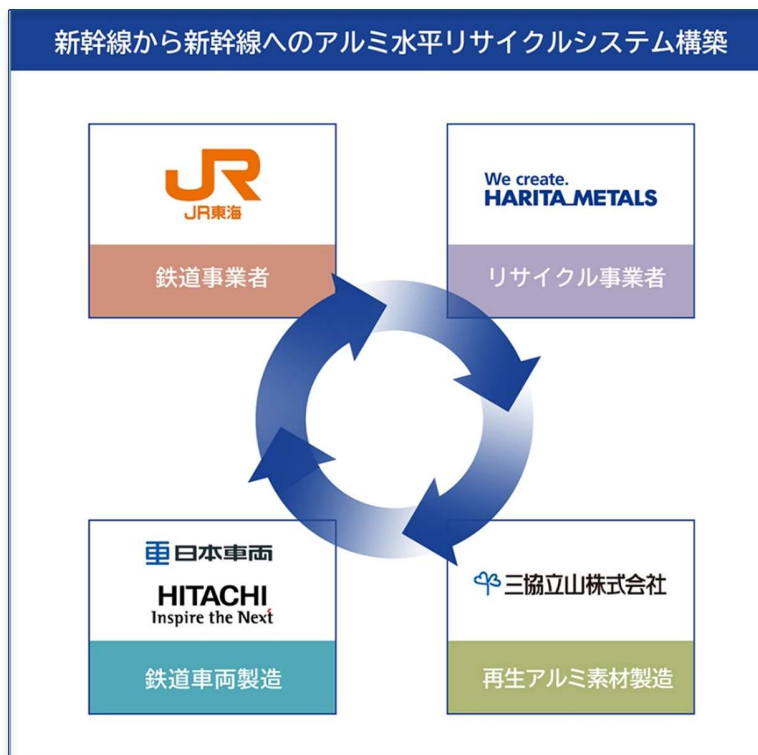 新幹線から新幹線へのアルミ水平リサイクルシステム構築
JR
JR東海
鉄道事業者
We create.
HARITA_METALS
リサイクル事業者
日本車両
HITACHI
Inspire the Next
鉄道車両製造
三協立山株式会社
再生アルミ素材製造